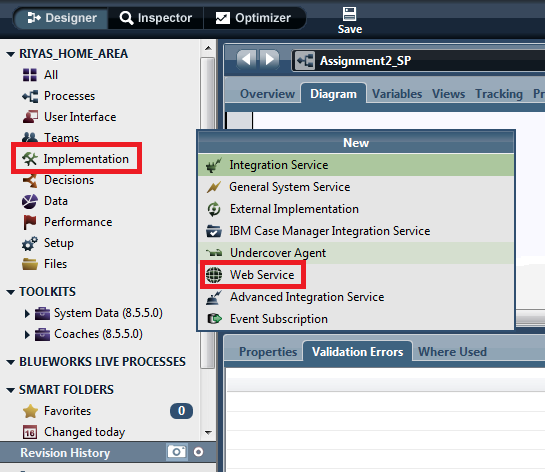 Designer Inspector Optimizer
Save
RIYAS_HOME_AREA
All
Processes
User Interface
Teams
Implementation
Decisions
Data
Performance
Setup
Files
TOOLKITS
System Data (8.5.5.0)
Coaches (8.5.5.0)
BLUEWORKS LIVE PROCESSES
SMART FOLDERS
Favorites 0
Changed today
16
Revision History
Assignment2_SP
Overview Diagram Variables Views Tracking Pr
New
Integration Service
General System Service
External Implementation
IBM Case Manager Integration Service
Undercover Agent
Web Service
Advanced Integration Service
Event Subscription
Properties Validation Errors Where Used